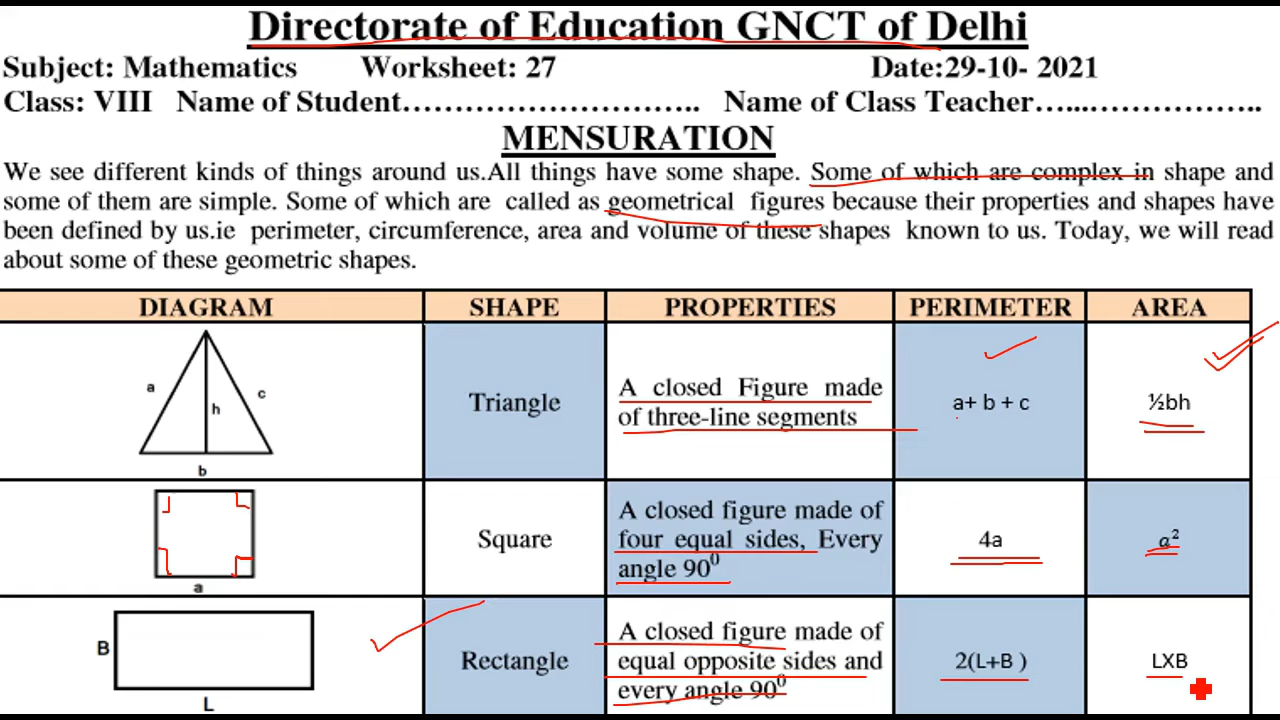 Directorate of Education GNCT of Delhi
Subject: Mathematics Worksheet: 27 Date:29-10- 2021
Class: VIII Name of Student……………………….. Name of Class Teacher…...……………..
MENSURATION
We see different kinds of things around us.All things have some shape. Some of which are complex in shape and
some of them are simple. Some of which are called as geometrical figures because their properties and shapes have
been defined by us.ie perimeter, circumference, area and volume of these shapes known to us. Today, we will read
about some of these geometric shapes.
DIAGRAM SHAPE PROPERTIES PERIMETER AREA
a
h
c
b
Triangle
A closed Figure made
of three-line segments
a+ b + c
½bh
a
Square
A closed figure made of
four equal sides, Every
angle 90⁰
4a
a²
B
L
Rectangle
A closed figure made of
equal opposite sides and
every angle 90⁰
2(L+B )
LXB